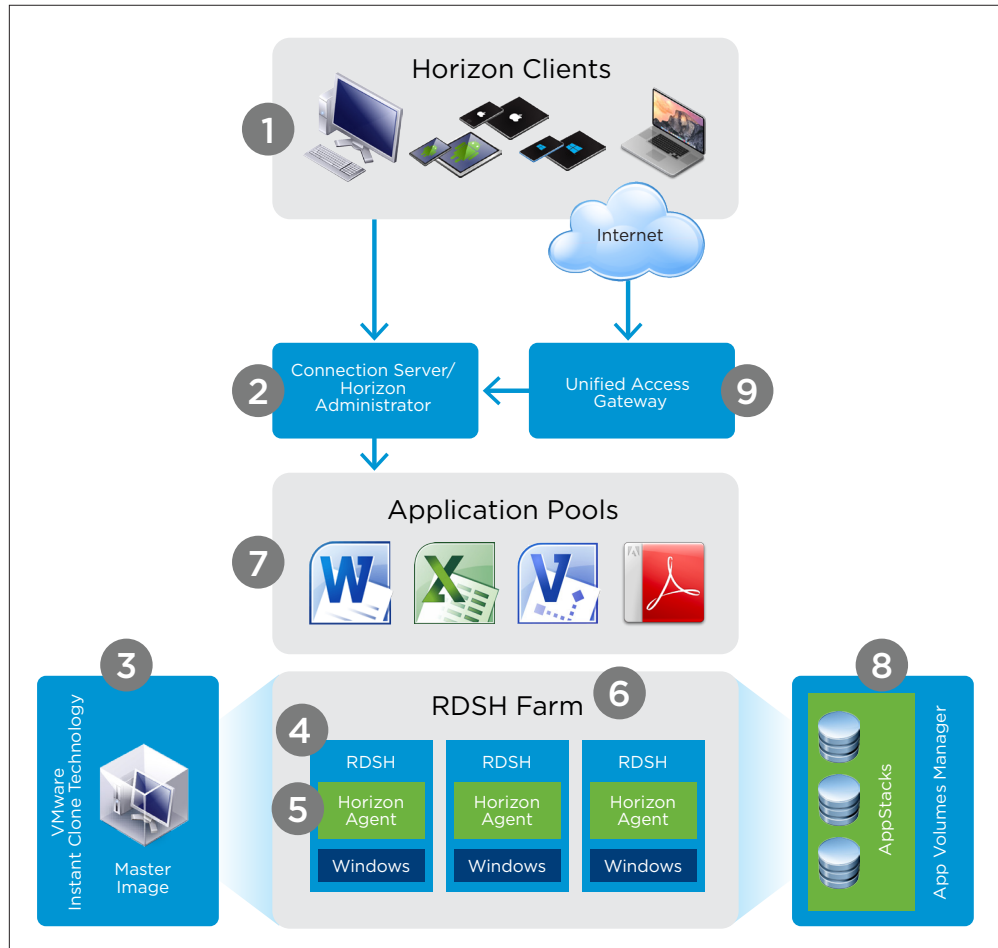 Horizon Clients
1
Internet
2
Connection Server/
Horizon
Administrator
Unified Access
Gateway
9
Application Pools
7
W
X
V
A
3
VMware
Instant Clone Technology
Master
Image
RDSH Farm
6
4
RDSH
RDSH
RDSH
5
Horizon
Agent
Horizon
Agent
Horizon
Agent
Windows
Windows
Windows
8
AppStacks
App Volumes Manager